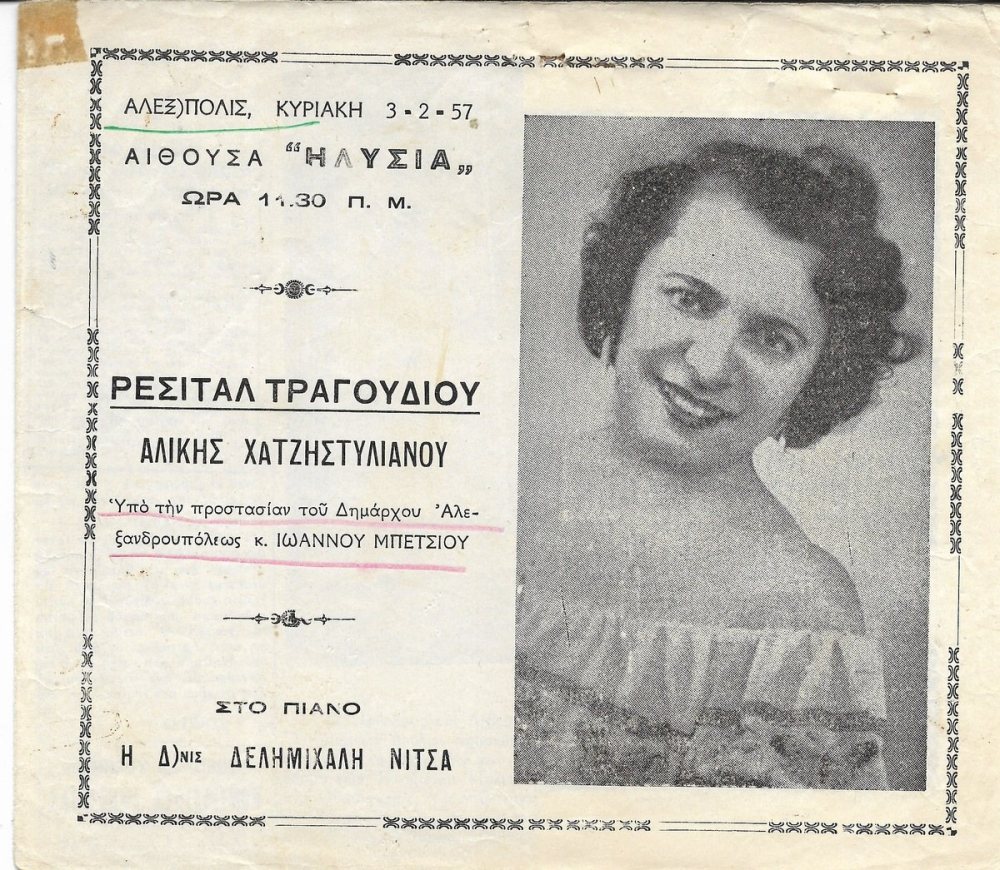 ΑΛΕΞ)ΠΟΛΙΣ, ΚΥΡΙΑΚΗ 3-2-57
ΑΙΘΟΥΣΑ “ΗΛΥΣΙΑ„
ΩΡΑ 11.30 Π. Μ.
ΡΕΣΙΤΑΛ ΤΡΑΓΟΥΔΙΟΥ
ΑΛΙΚΗΣ ΧΑΤΖΗΣΤΥΛΙΑΝΟΥ
Ὑπὸ τὴν προστασίαν τοῦ Δημάρχου Ἀλε-
ξανδρουπόλεως κ. ΙΩΑΝΝΟΥ ΜΠΕΤΣΙΟΥ
ΣΤΟ ΠΙΑΝΟ
Η Δ)ΝΙΣ ΔΕΛΗΜΙΧΑΛΗ ΝΙΤΣΑ